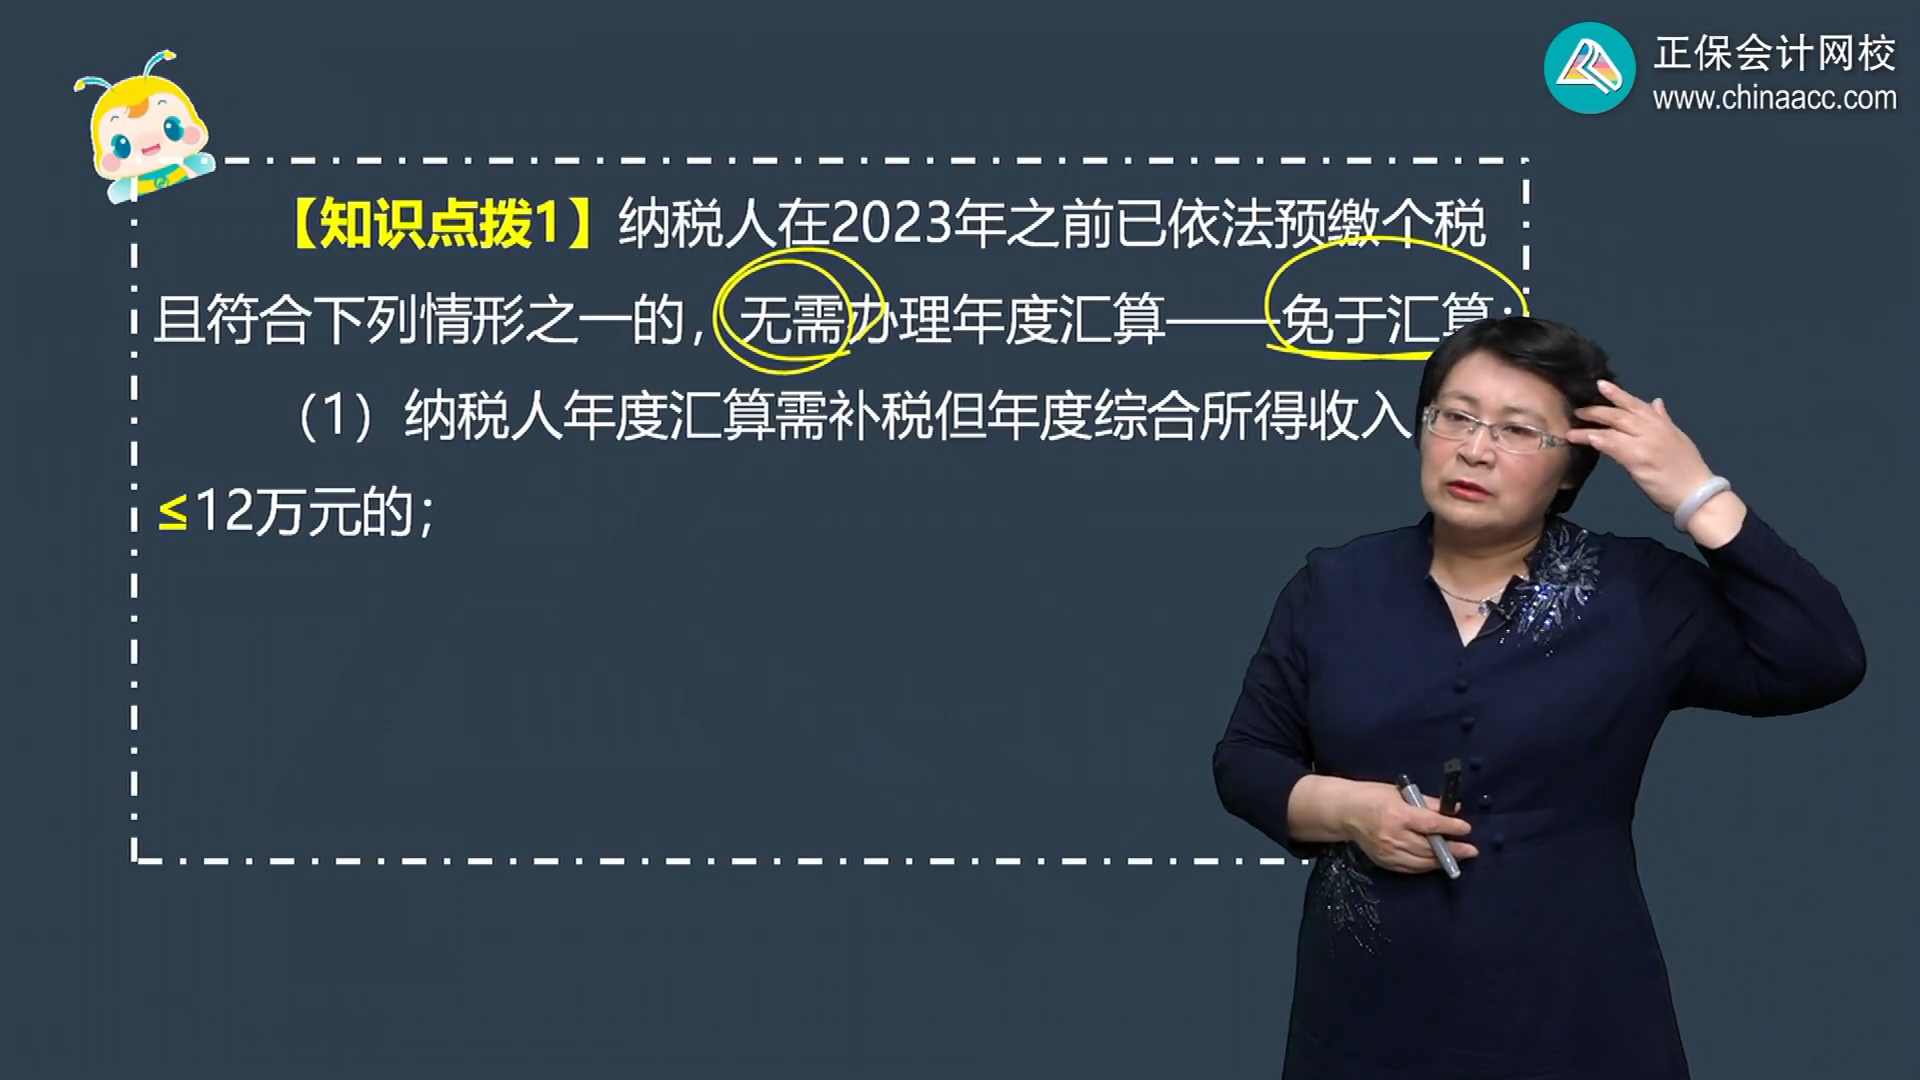 正保会计网校
www.chinaacc.com
【知识点拨1】纳税人在2023年之前已依法预缴个税
且符合下列情形之一的，无需办理年度汇算——免于汇算：
（1）纳税人年度汇算需补税但年度综合所得收入
≤12万元的；